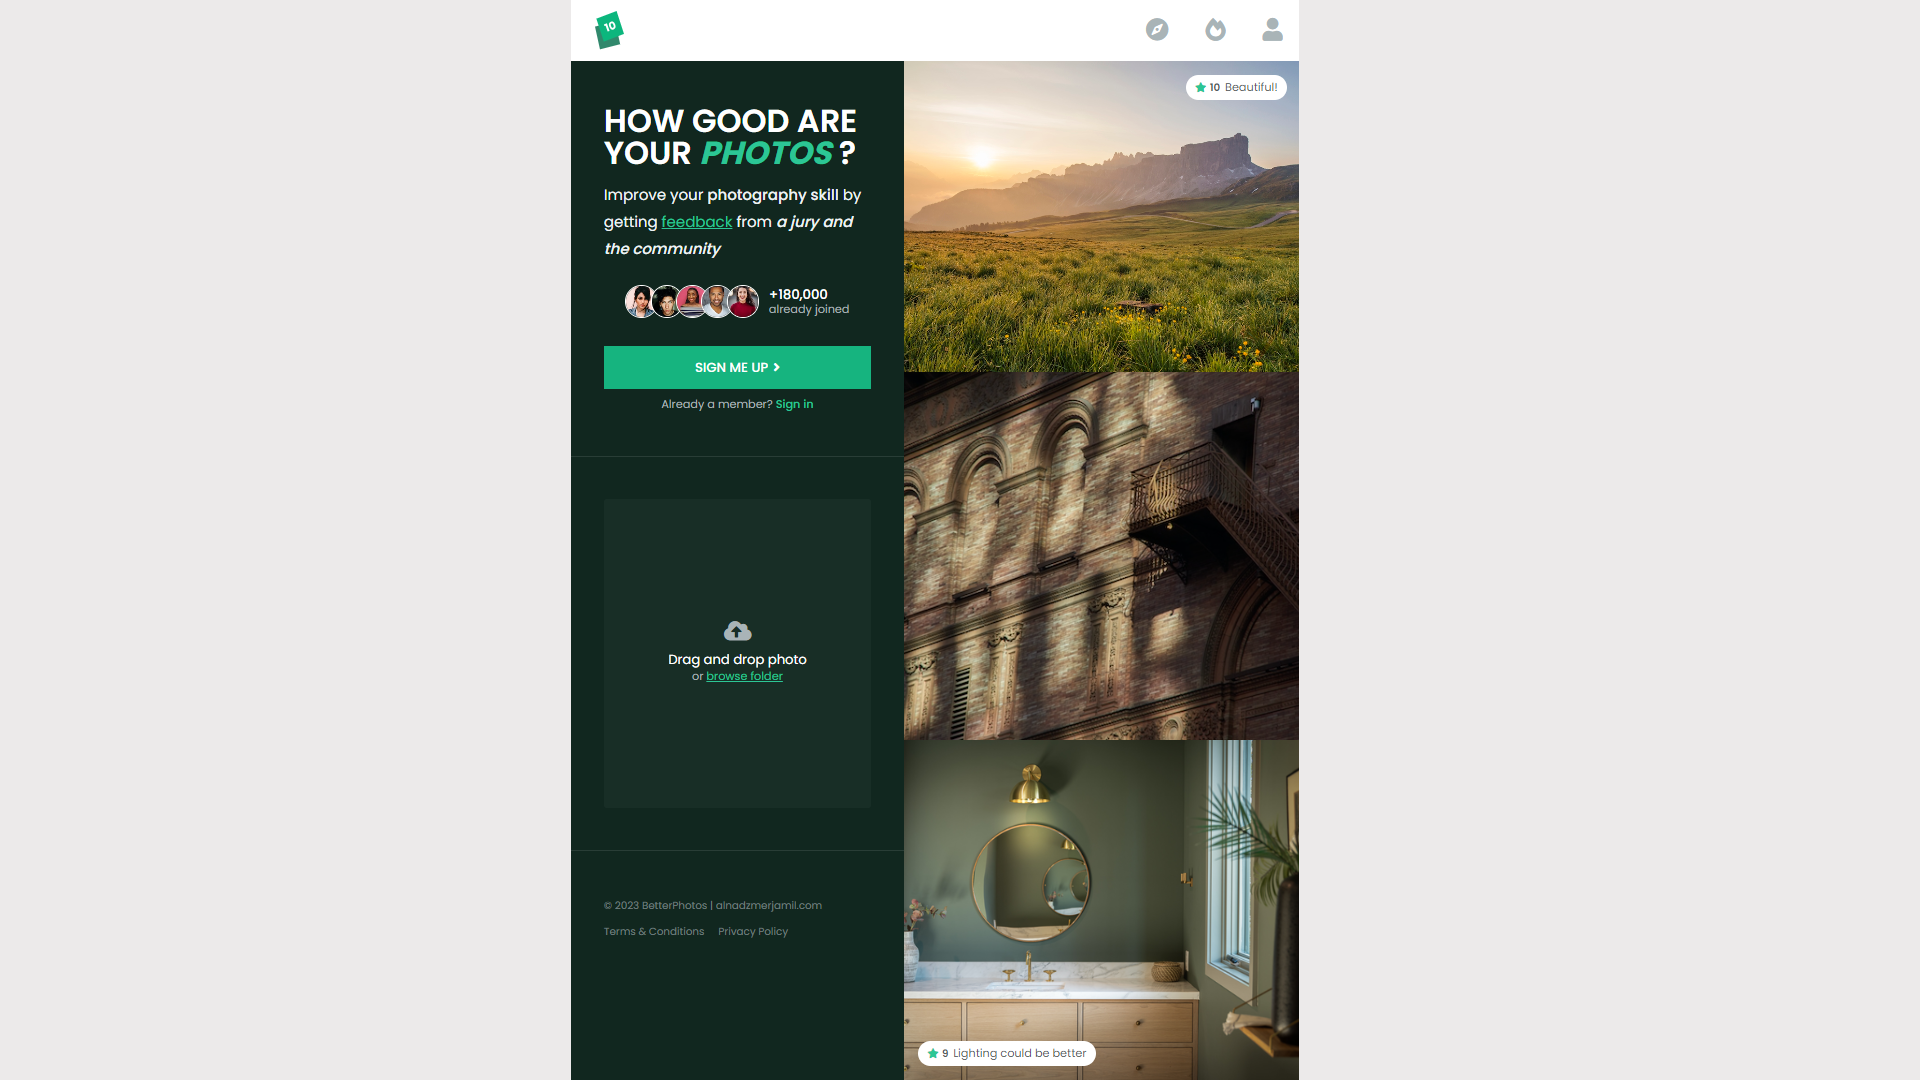 10
HOW GOOD ARE
YOUR PHOTOS ?
Improve your photography skill by
getting feedback from a jury and
the community
+180,000
already joined
SIGN ME UP
Already a member? Sign in
Drag and drop photo
or browse folder
© 2023 BetterPhotos | alnadzmerjamil.com
Terms & Conditions Privacy Policy
10 Beautiful!
9 Lighting could be better